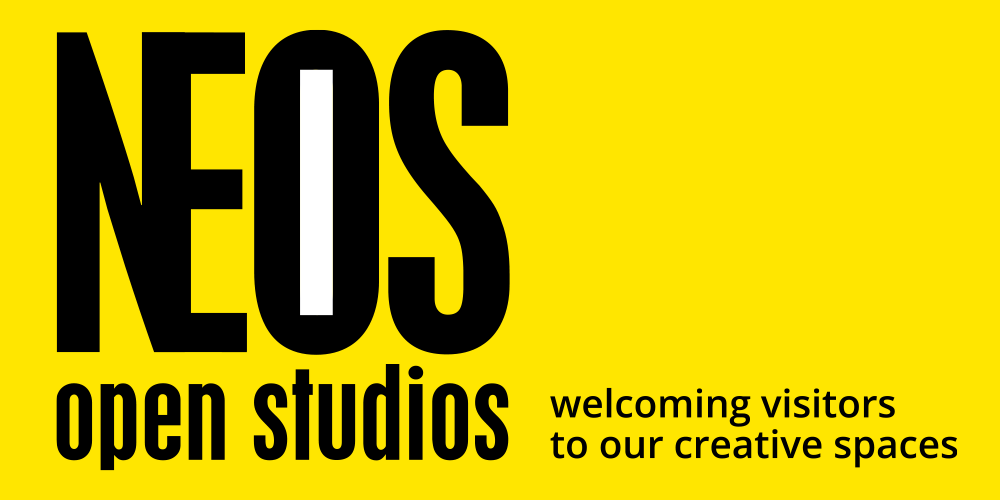 NEOS
open studios
welcoming visitors
to our creative spaces